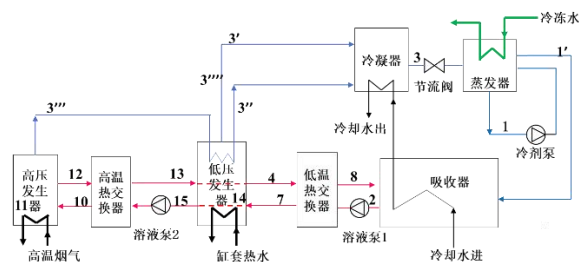 冷冻水
3′
冷凝器
3
节流阀
蒸发器
1′
3′′′′
3′′
3′′′
冷却水出
1
冷剂泵
高压发生器
11
12
10
高温热交换器
13
15
溶液泵2
低压发生器
14
4
7
低温热交换器
8
2
溶液泵1
吸收器
高温烟气
缸套热水
冷却水进